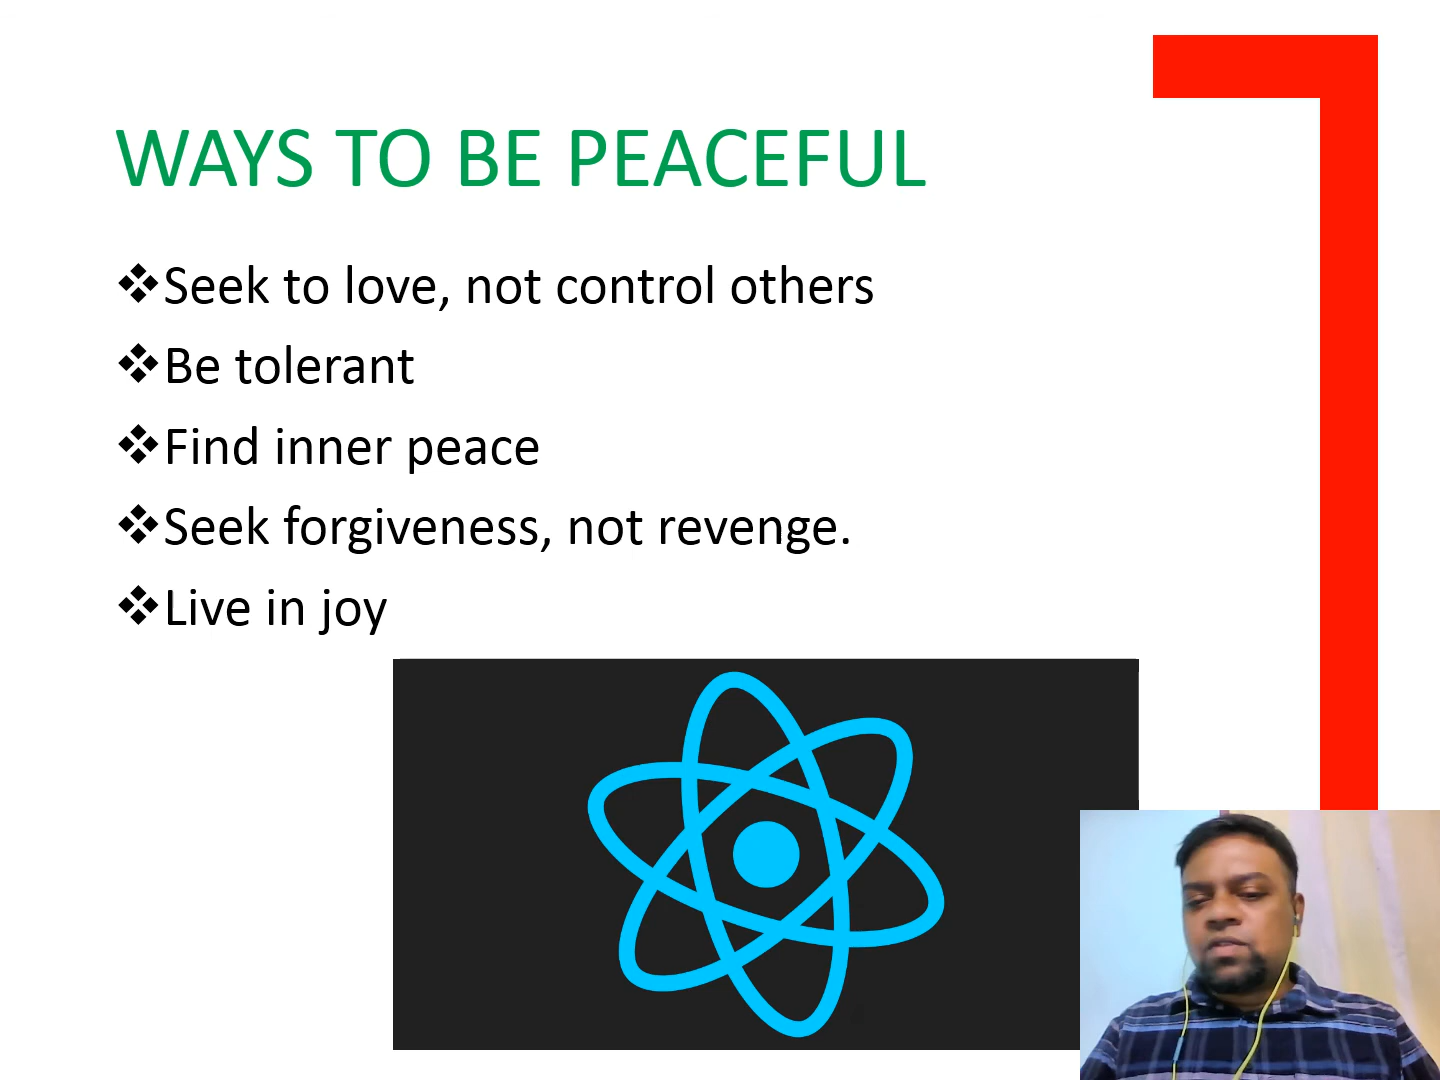 WAYS TO BE PEACEFUL
❖Seek to love, not control others
❖Be tolerant
❖Find inner peace
❖Seek forgiveness, not revenge.
❖Live in joy